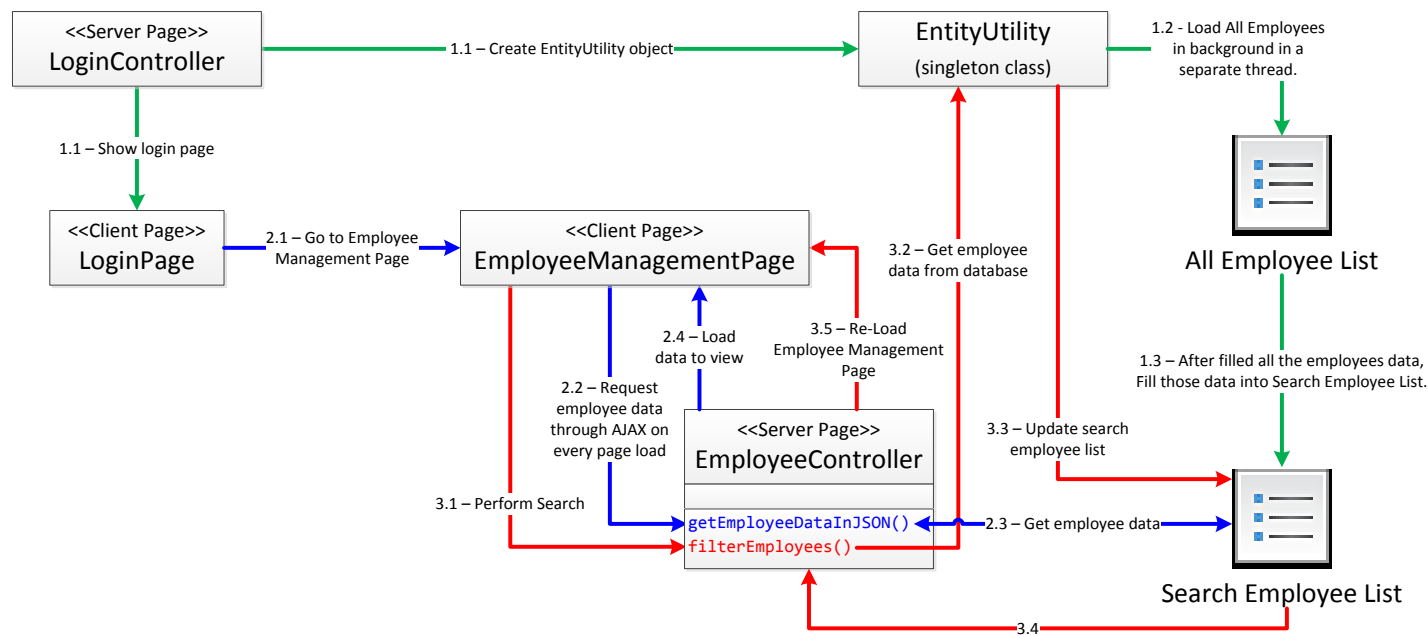 <<Server Page>>
LoginController
1.1 – Create EntityUtility object
EntityUtility
(singleton class)
1.2 - Load All Employees
in background in a
separate thread.
1.1 – Show login page
All Employee List
<<Client Page>>
LoginPage
2.1 – Go to Employee
Management Page
<<Client Page>>
EmployeeManagementPage
3.2 – Get employee
data from database
2.4 – Load
data to view
3.5 – Re-Load
Employee Management
Page
1.3 – After filled all the employees data,
Fill those data into Search Employee List.
2.2 – Request
employee data
through AJAX on
every page load
<<Server Page>>
EmployeeController
3.3 – Update search
employee list
3.1 – Perform Search
getEmployeeDataInJSON()
filterEmployees()
2.3 – Get employee data
Search Employee List
3.4